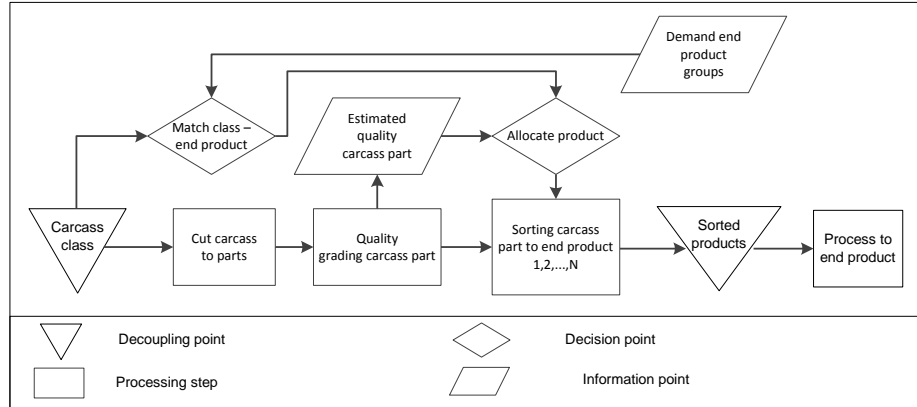 Demand end
product
groups
Match class –
end product
Estimated
quality
carcass part
Allocate product
Carcass
class
Cut carcass
to parts
Quality
grading carcass part
Sorting carcass
part to end product
1,2,...,N
Sorted
products
Process to
end product
Decoupling point
Decision point
Processing step
Information point